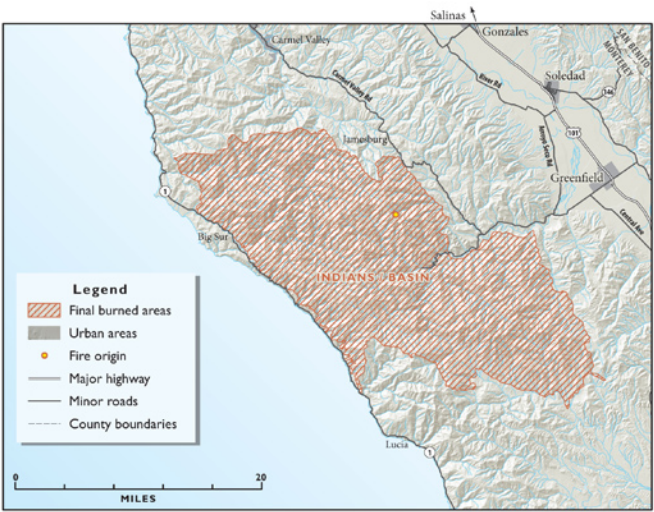 Salinas
Gonzales
Carmel Valley
SAN BENITO
MONTEREY
Soledad
River Rd
146
Carmel Valley Rd
101
Arroyo Seco Rd
Jamesburg
Greenfield
1
Central Ave
Big Sur
INDIANS / BASIN
Legend
Final burned areas
Urban areas
Fire origin
Major highway
Minor roads
County boundaries
Lucia
1
0
20
MILES